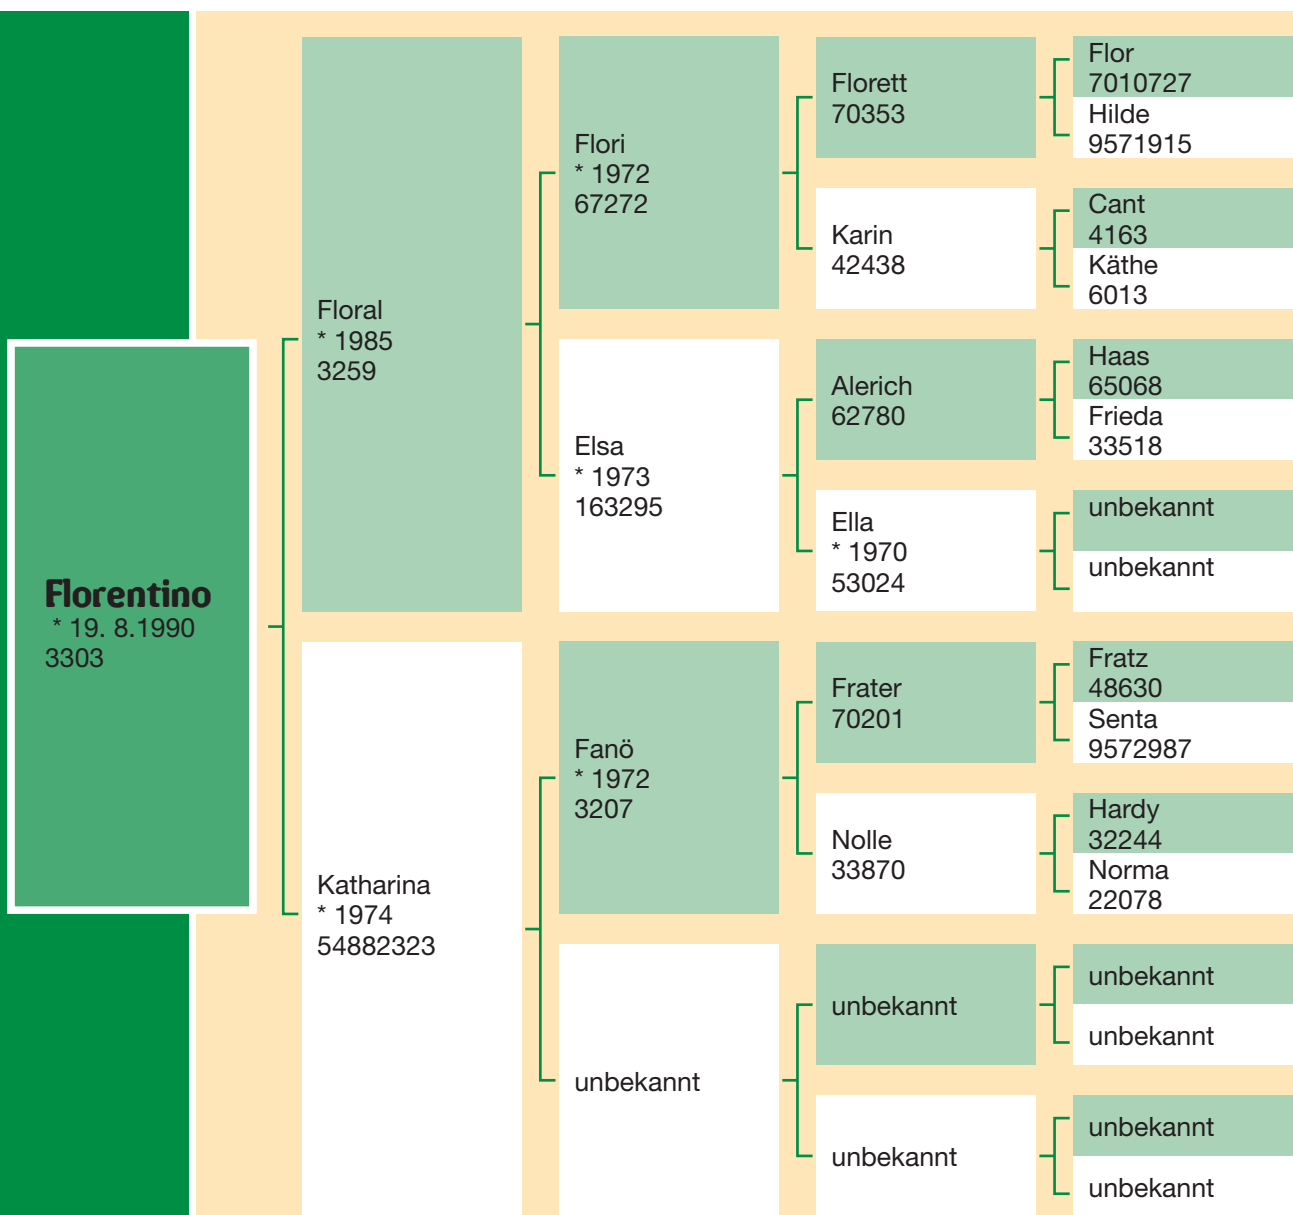 Florentino
* 19. 8.1990
3303
Floral
* 1985
3259
Katharina
* 1974
54882323
Flori
* 1972
67272
Elsa
* 1973
163295
Fanö
* 1972
3207
unbekannt
Florett
70353
Karin
42438
Alerich
62780
Ella
* 1970
53024
Frater
70201
Nolle
33870
unbekannt
unbekannt
Flor
7010727
Hilde
9571915
Cant
4163
Käthe
6013
Haas
65068
Frieda
33518
unbekannt
unbekannt
Fratz
48630
Senta
9572987
Hardy
32244
Norma
22078
unbekannt
unbekannt
unbekannt
unbekannt